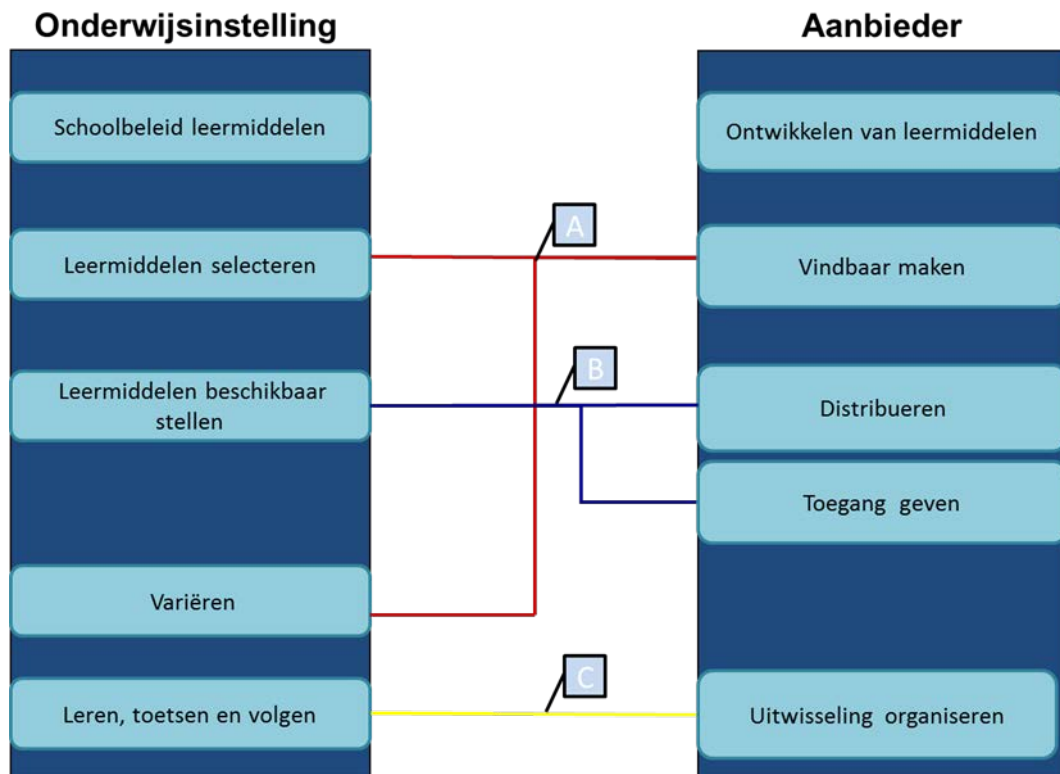 Onderwijsinstelling
Aanbieder
Schoolbeleid leermiddelen
Ontwikkelen van leermiddelen
A
Leermiddelen selecteren
Vindbaar maken
B
Leermiddelen beschikbaar
stellen
Distribueren
Toegang geven
Variëren
C
Leren, toetsen en volgen
Uitwisseling organiseren